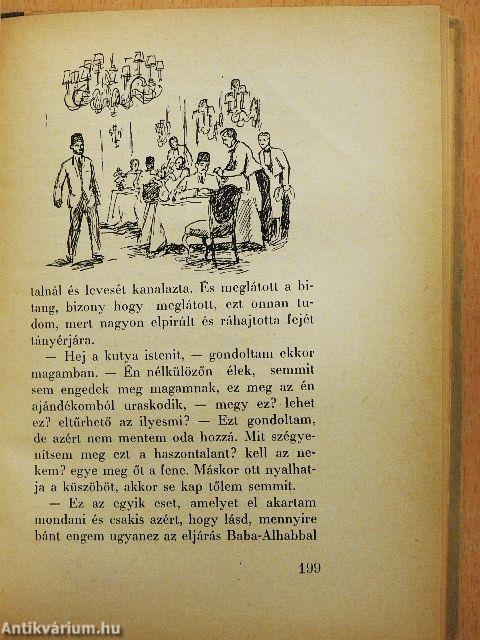 talnál és levesét kanalazta. És meglátott a bi-
tang, bizony hogy meglátott, ezt onnan tu-
dom, mert nagyon elpirúlt és ráhajtotta fejét
tányérjára.
— Hej a kutya istenit, — gondoltam ekkor
magamban. — Én nélkülözőn élek, semmit
sem engedek meg magamnak, ez meg az én
ajándékomból uraskodik, — megy ez? lehet
ez? eltűrhető az ilyesmi? — Ezt gondoltam,
de azért nem mentem oda hozzá. Mit szégye-
nítsem meg ezt a haszontalant? kell az ne-
kem? egye meg őt a fene. Máskor ott nyalhat-
ja a küszöböt, akkor se kap tőlem semmit.
— Ez az egyik eset, amelyet el akartam
mondani és csakis azért, hogy lásd, mennyire
bánt engem ugyanez az eljárás Baba-Alhabbal
199
Antikvárium.hu